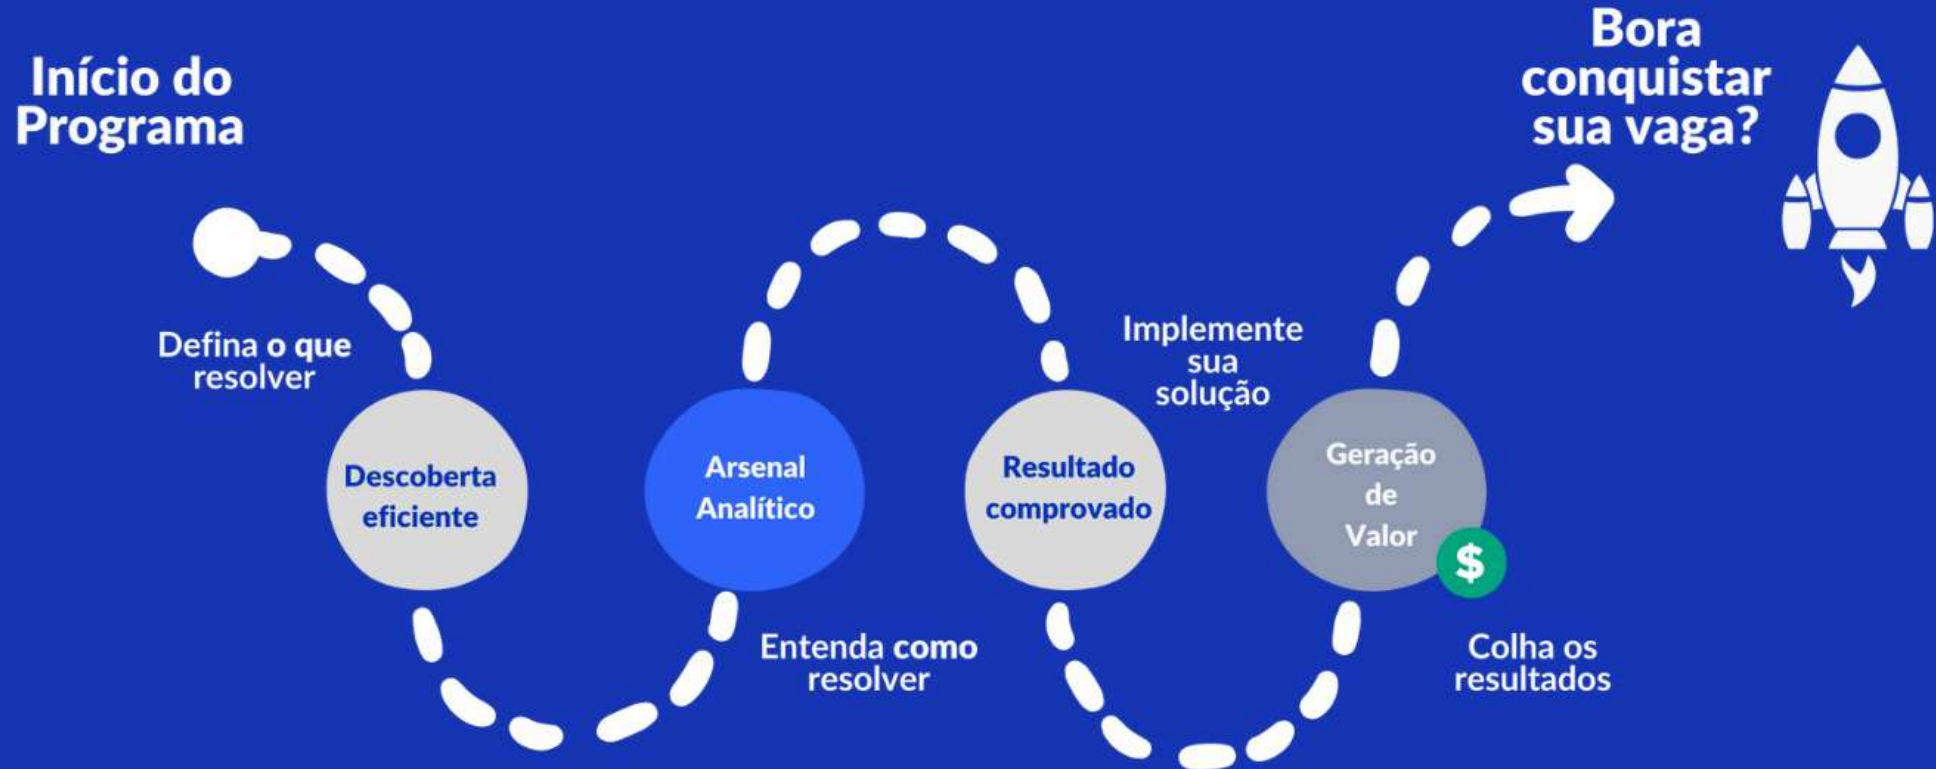 Início do
Programa
Defina o que
resolver
Descoberta
eficiente
Arsenal
Analítico
Entenda como
resolver
Resultado
comprovado
Implemente
sua
solução
Geração
de
Valor
$
Colha os
resultados
Bora
conquistar
sua vaga?